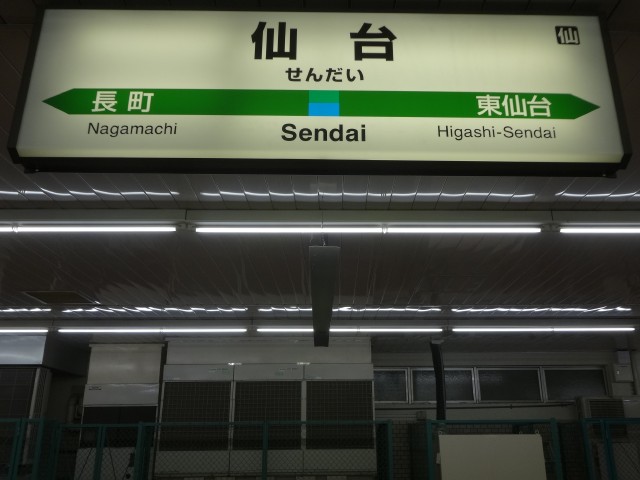 仙台
仙
せんだい
長町
東仙台
Nagamachi
Sendai
Higashi-Sendai